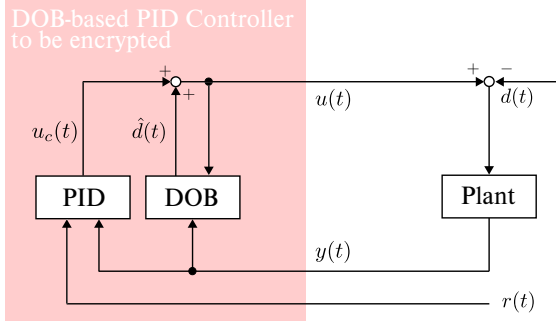 DOB-based PID Controller
to be encrypted
+
+
+
−
u(t)
d(t)
u_c(t)
d̂(t)
PID
DOB
Plant
y(t)
r(t)